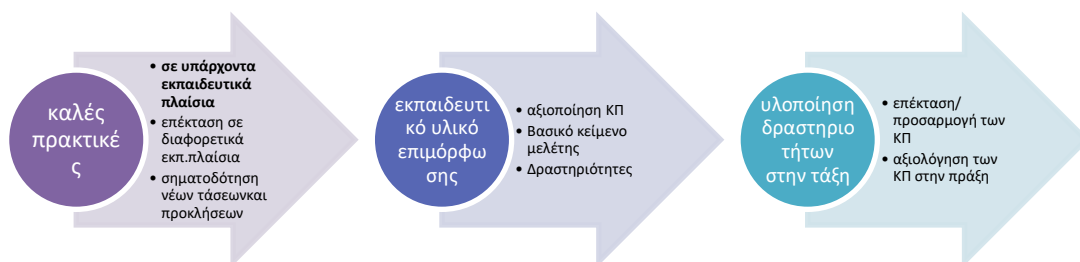 καλές
πρακτικέ
ς
• σε υπάρχοντα
εκπαιδευτικά
πλαίσια
• επέκταση σε
διαφορετικά
εκπ.πλαίσια
• σηματοδότηση
νέων τάσεωνκαι
προκλήσεων
εκπαιδευτι
κό υλικό
επιμόρφω
σης
• αξιοποίηση ΚΠ
• Βασικό κείμενο
μελέτης
• Δραστηριότητες
υλοποίηση
δραστηριο
τήτων
στην τάξη
• επέκταση/
προσαρμογή των
ΚΠ
• αξιολόγηση των
ΚΠ στην πράξη